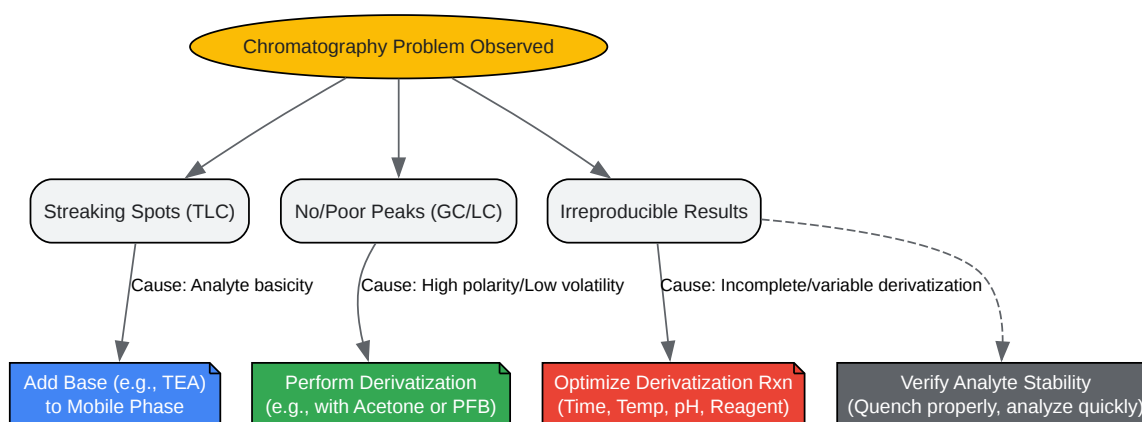 Chromatography Problem Observed
Streaking Spots (TLC)
No/Poor Peaks (GC/LC)
Irreproducible Results
Cause: Analyte basicity
Cause: High polarity/Low volatility
Cause: Incomplete/variable derivatization
Add Base (e.g., TEA)
to Mobile Phase
Perform Derivatization
(e.g., with Acetone or PFB)
Optimize Derivatization Rxn
(Time, Temp, pH, Reagent)
Verify Analyte Stability
(Quench properly, analyze quickly)